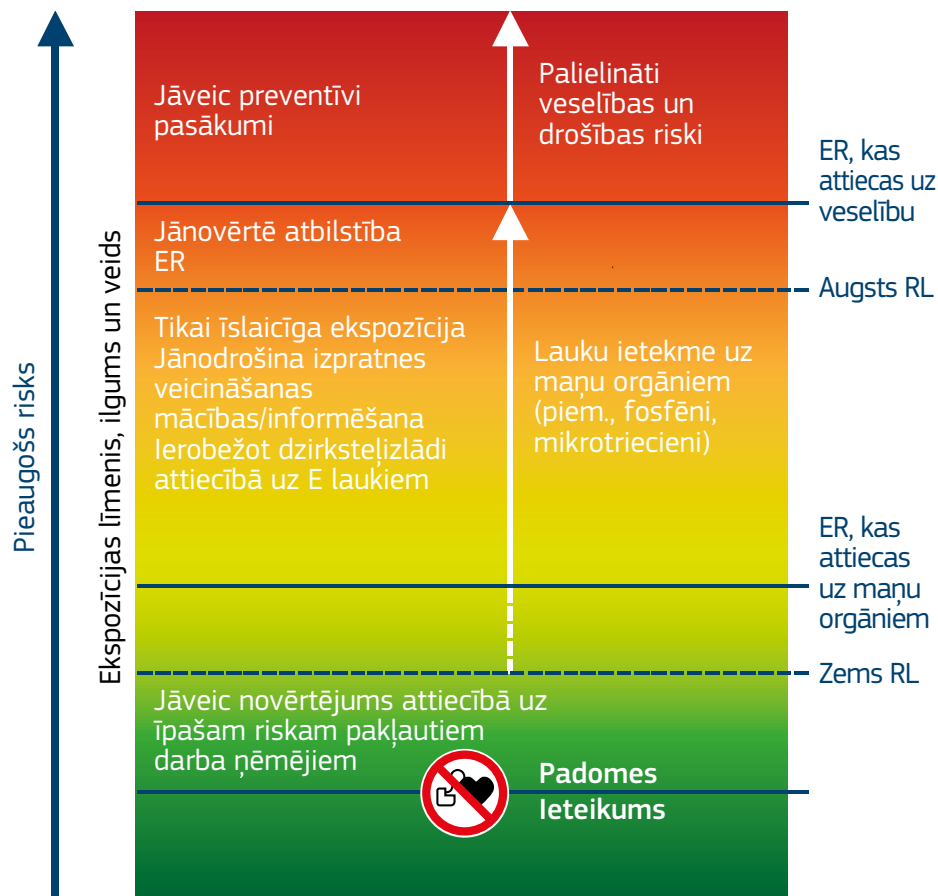 Pieaugošs risks
Ekspozīcijas līmenis, ilgums un veids
Jāveic preventīvi
pasākumi
Palielināti
veselības un
drošības riski
ER, kas
attiecas uz
veselību
Jānovērtē atbilstība
ER
Augsts RL
Tikai īslaicīga ekspozīcija
Jānodrošina izpratnes
veicināšanas
mācības/informēšana
Ierobežot dzirksteļizlādi
attiecībā uz E laukiem
Lauku ietekme uz
maņu orgāniem
(piem., fosfēni,
mikrotriecieni)
ER, kas
attiecas
uz maņu
orgāniem
Zems RL
Jāveic novērtējums attiecībā uz
īpašam riskam pakļautiem
darba ņēmējiem
Padomes
Ieteikums